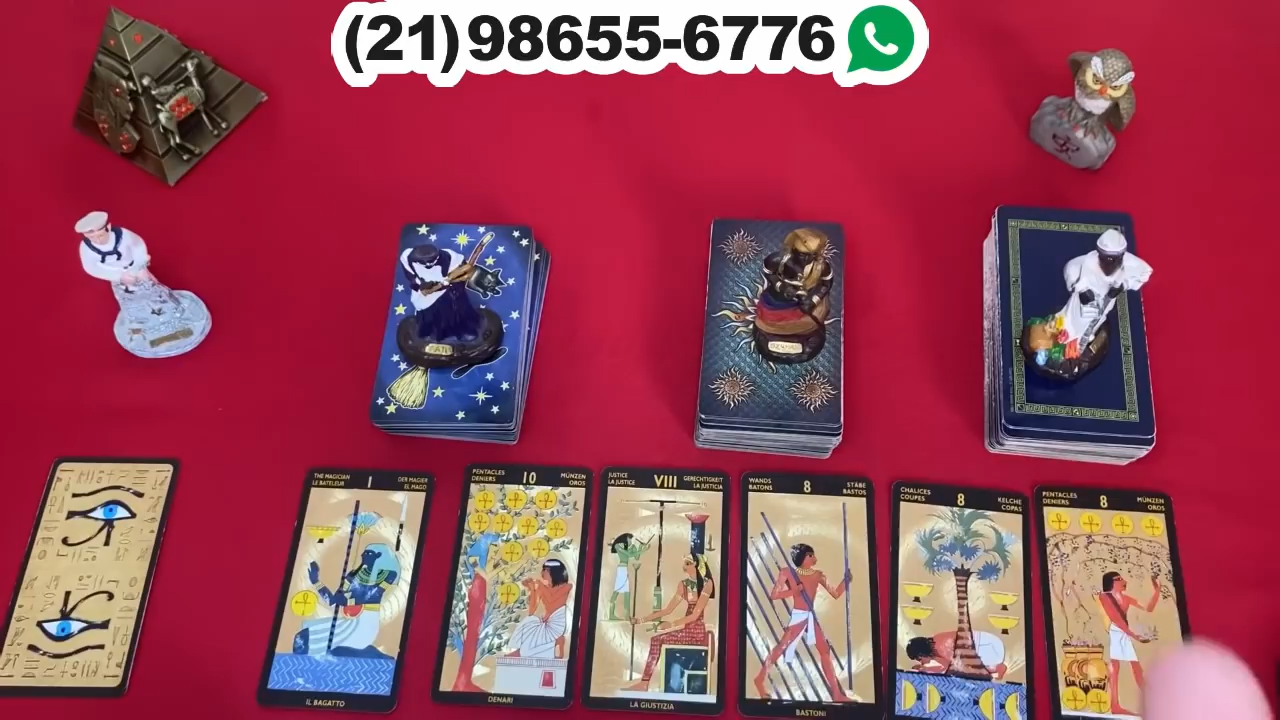 (21)98655-6776
THE MAGICIAN
LE BATELEUR
I
DER MAGIER
EL MAGO
IL BAGATTO
PENTACLES
DENIERS
10
MÜNZEN
OROS
DENARI
JUSTICE
LA JUSTICE
VIII
GERECHTIGKEIT
LA JUSTICIA
LA GIUSTIZIA
WANDS
BATONS
8
STÄBE
BASTOS
BASTONI
CHALICES
COUPES
8
KELCHE
COPAS
PENTACLES
DENIERS
8
MÜNZEN
OROS